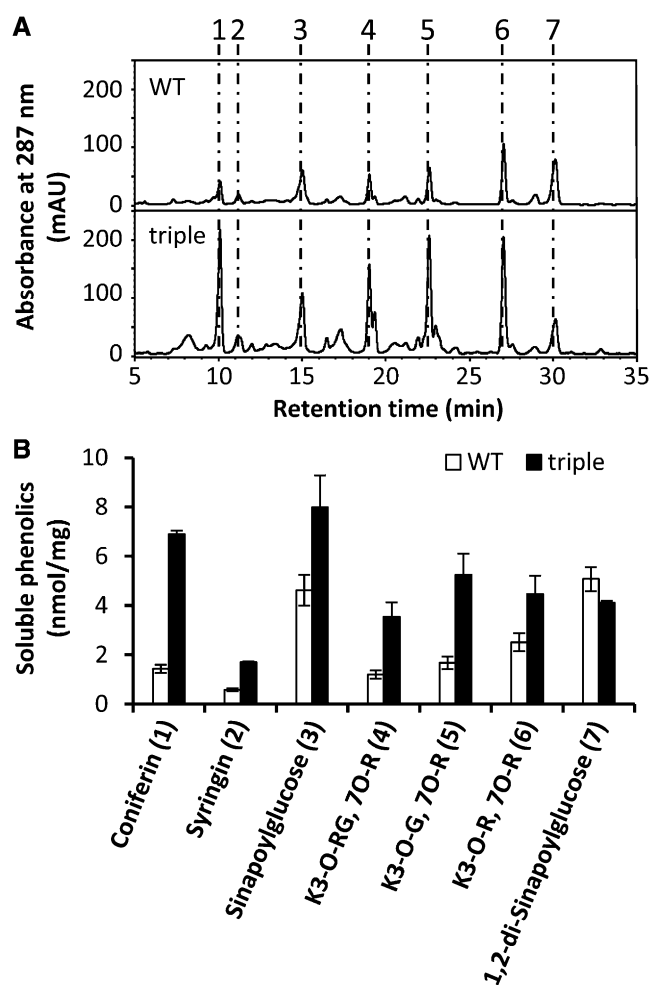 A
1 2 3 4 5 6 7
Absorbance at 287 nm
(mAU)
WT
200
100
0
triple
200
100
0
5 10 15 20 25 30 35
Retention time (min)
B
Soluble phenolics
(nmol/mg)
WT triple
10
8
6
4
2
0
Coniferin (1)
Syringin (2)
Sinapoylglucose (3)
K3-O-RG, 7O-R (4)
K3-O-G, 7O-R (5)
K3-O-R, 7O-R (6)
1,2-di-Sinapoylglucose (7)